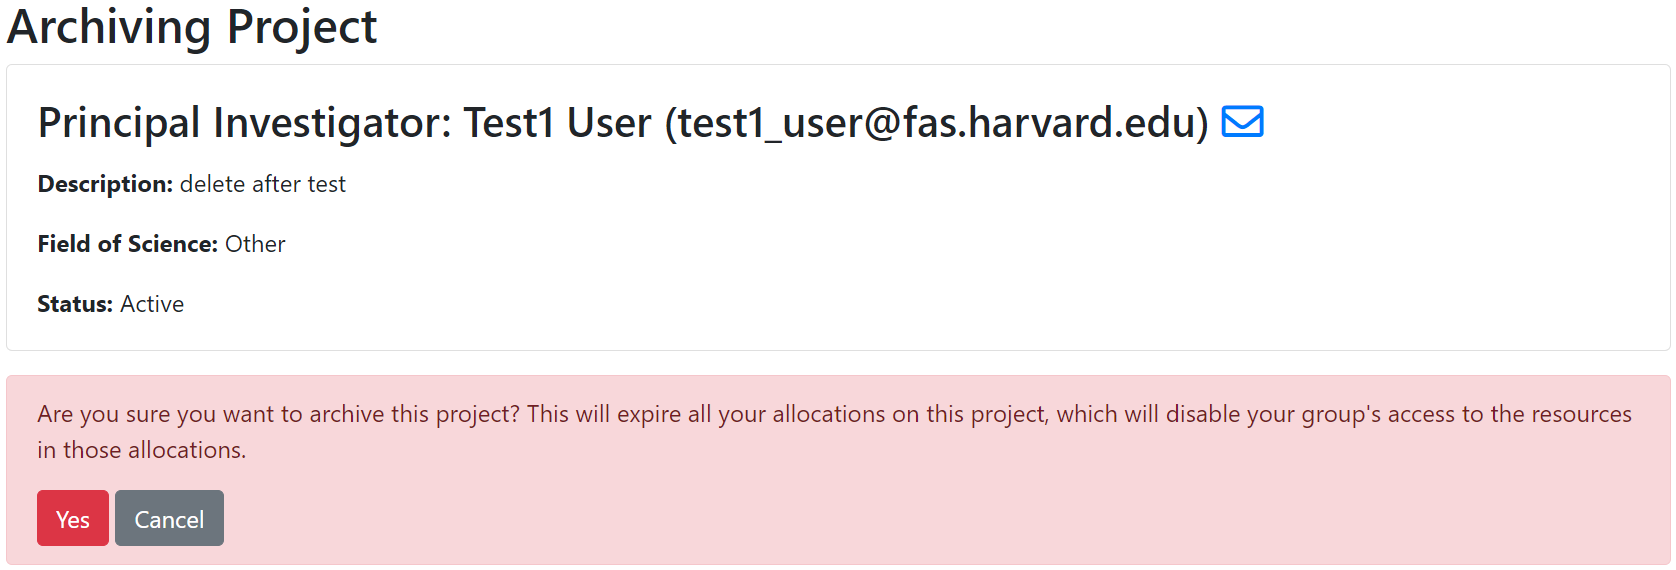 Archiving Project
Principal Investigator: Test1 User (test1_user@fas.harvard.edu)
Description: delete after test
Field of Science: Other
Status: Active
Are you sure you want to archive this project? This will expire all your allocations on this project, which will disable your group's access to the resources
in those allocations.
Yes Cancel